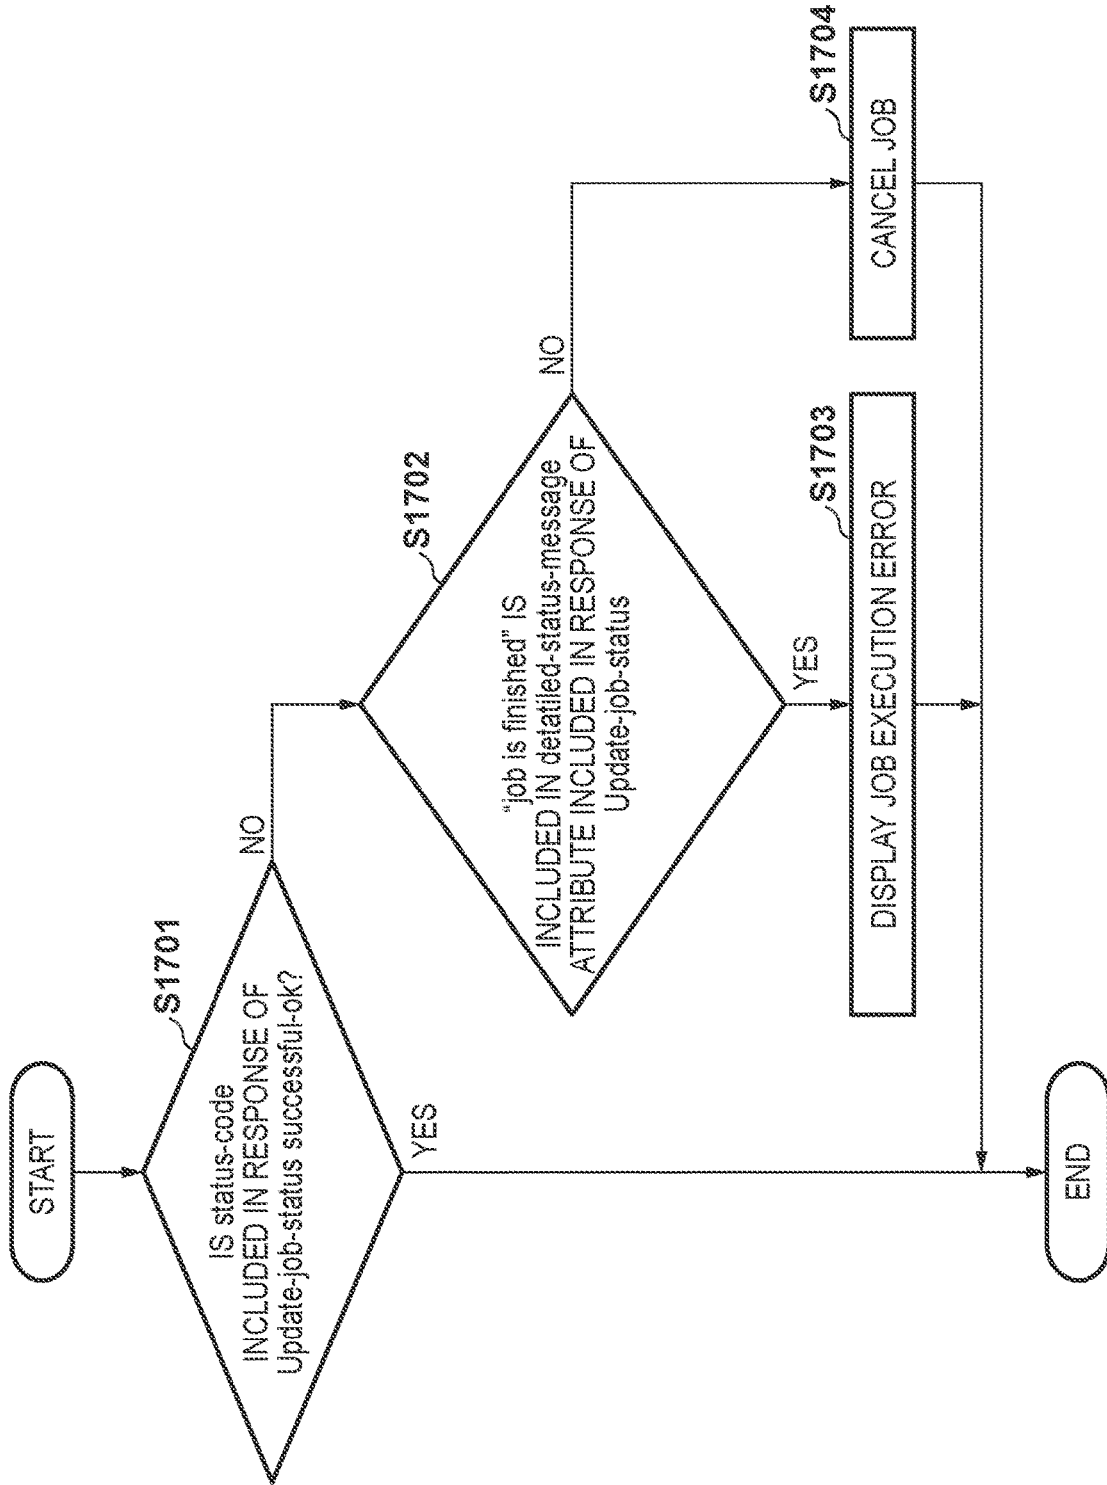 START
S1701
IS status-code
INCLUDED IN RESPONSE OF
Update-job-status successful-ok?
NO
YES
S1702
"job is finished" IS
INCLUDED IN detatiled-status-message
ATTRIBUTE INCLUDED IN RESPONSE OF
Update-job-status
NO
YES
S1703
DISPLAY JOB EXECUTION ERROR
S1704
CANCEL JOB
END